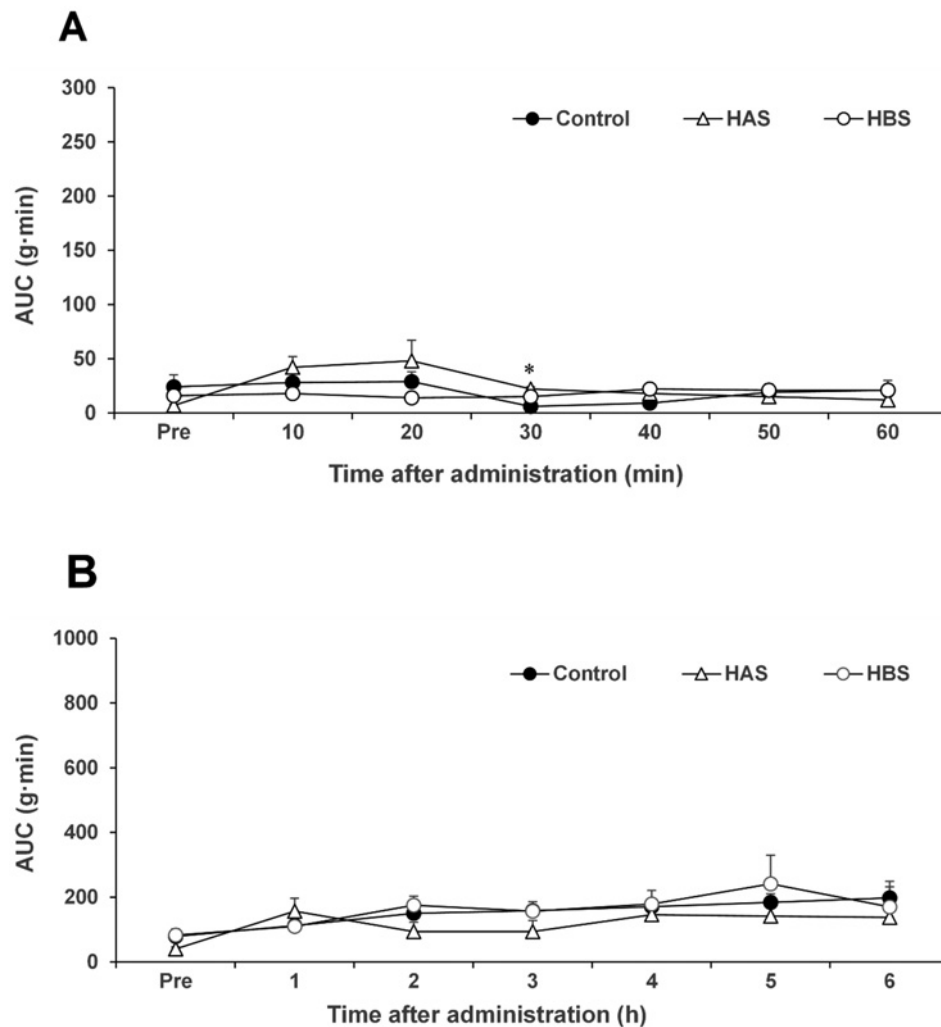 A
300
250
200
150
100
50
0
AUC (g·min)
Control HAS HBS
*
Pre 10 20 30 40 50 60
Time after administration (min)
B
1000
800
600
400
200
0
AUC (g·min)
Control HAS HBS
Pre 1 2 3 4 5 6
Time after administration (h)